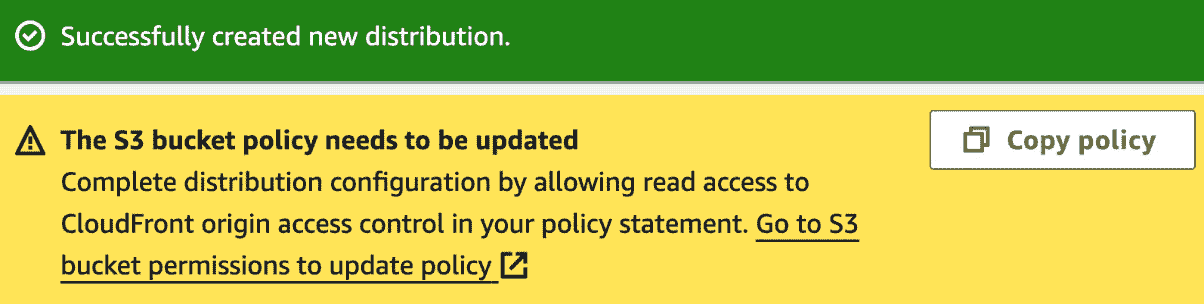 Successfully created new distribution.
The S3 bucket policy needs to be updated
Copy policy
Complete distribution configuration by allowing read access to
CloudFront origin access control in your policy statement. Go to S3
bucket permissions to update policy